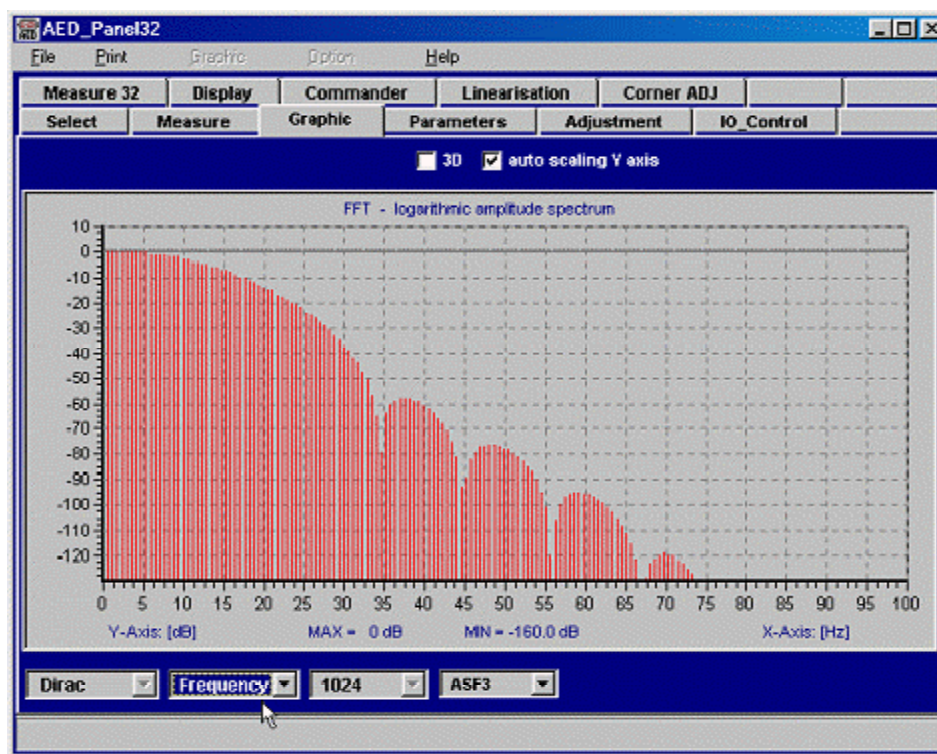 AED_Panel32
File Print Graphic Option Help
Measure 32 Display Commander Linearisation Corner ADJ
Select Measure Graphic Parameters Adjustment IO_Control
3D auto scaling Y axis
FFT - logarithmic amplitude spectrum
10
0
-10
-20
-30
-40
-50
-60
-70
-80
-90
-100
-110
-120
0 5 10 15 20 25 30 35 40 45 50 55 60 65 70 75 80 85 90 95 100
Y-Axis: [dB] MAX = 0 dB MIN = -160.0 dB X-Axis: [Hz]
Dirac Frequency 1024 ASF3